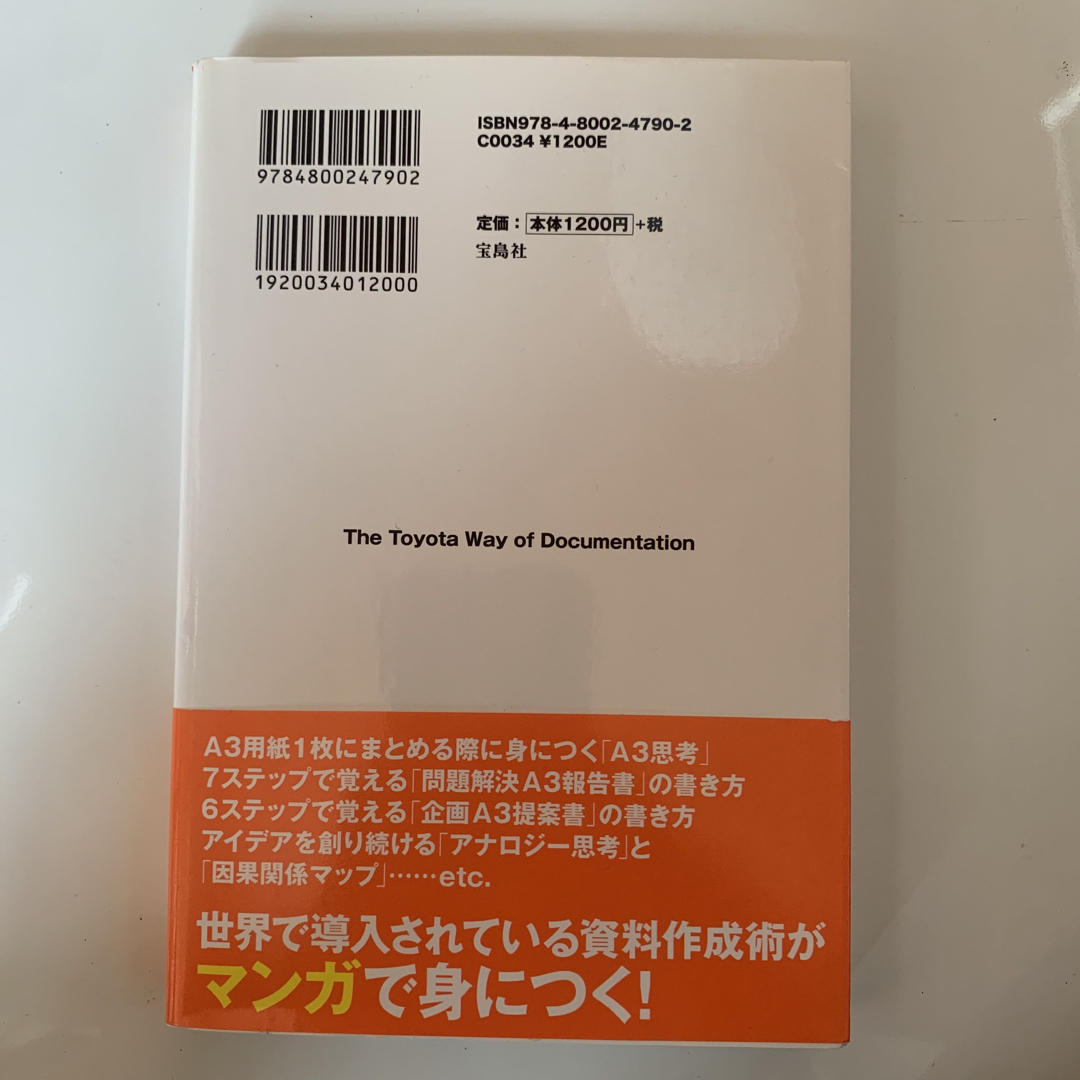 ISBN978-4-8002-4790-2
C0034 ¥1200E
9784800247902
定価：本体1200円+税
宝島社
1920034012000
The Toyota Way of Documentation
A3用紙1枚にまとめる際に身につく「A3思考」
7ステップで覚える「問題解決A3報告書」の書き方
6ステップで覚える「企画A3提案書」の書き方
アイデアを創り続ける「アナロジー思考」と
「因果関係マップ」……etc.
世界で導入されている資料作成術が
マンガで身につく!